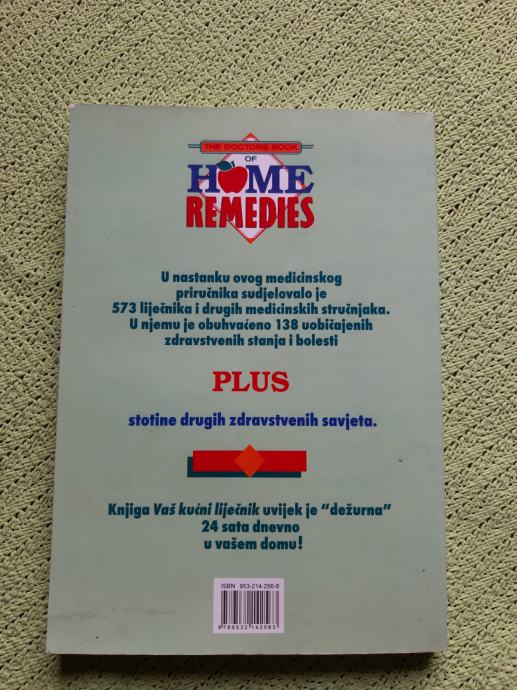 THE DOCTORS BOOK
OF
HOME
REMEDIES
U nastanku ovog medicinskog
priručnika sudjelovalo je
573 liječnika i drugih medicinskih stručnjaka.
U njemu je obuhvaćeno 138 uobičajenih
zdravstvenih stanja i bolesti
PLUS
stotine drugih zdravstvenih savjeta.
Knjiga Vaš kućni liječnik uvijek je “dežurna”
24 sata dnevno
u vašem domu!
ISBN 953-214-256-8
9789532142563